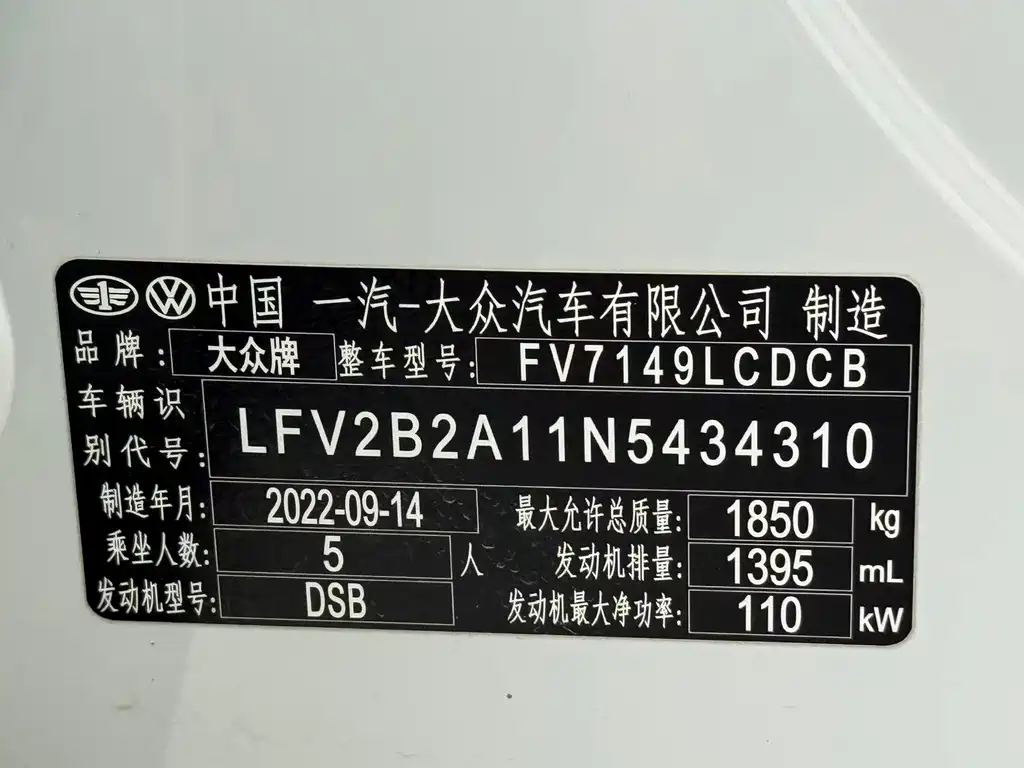 中国 一汽-大众汽车有限公司 制造
品牌: 大众牌 整车型号: FV7149LCDCB
车辆识别代号: LFV2B2A11N5434310
制造年月: 2022-09-14 最大允许总质量: 1850 kg
乘坐人数: 5 人 发动机排量: 1395 mL
发动机型号: DSB 发动机最大净功率: 110 kW